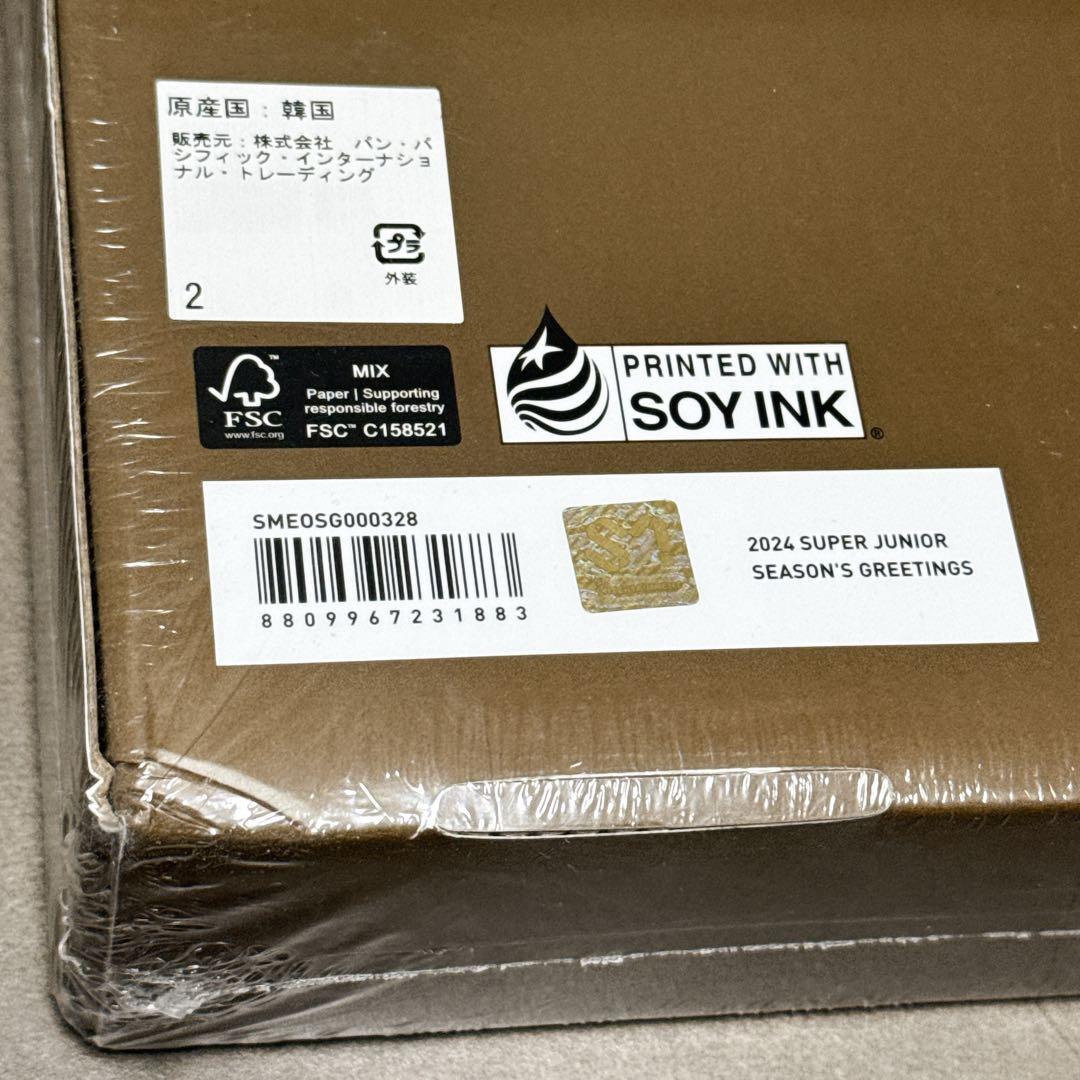 原産国：韓国
販売元：株式会社　パン・パ
シフィック・インターナショ
ナル・トレーディング
プラ
外装
2
FSC™
www.fsc.org
MIX
Paper | Supporting
responsible forestry
FSC™ C158521
PRINTED WITH
SOY INK®
SMEOSG000328
8809967231883
SM
2024 SUPER JUNIOR
SEASON'S GREETINGS